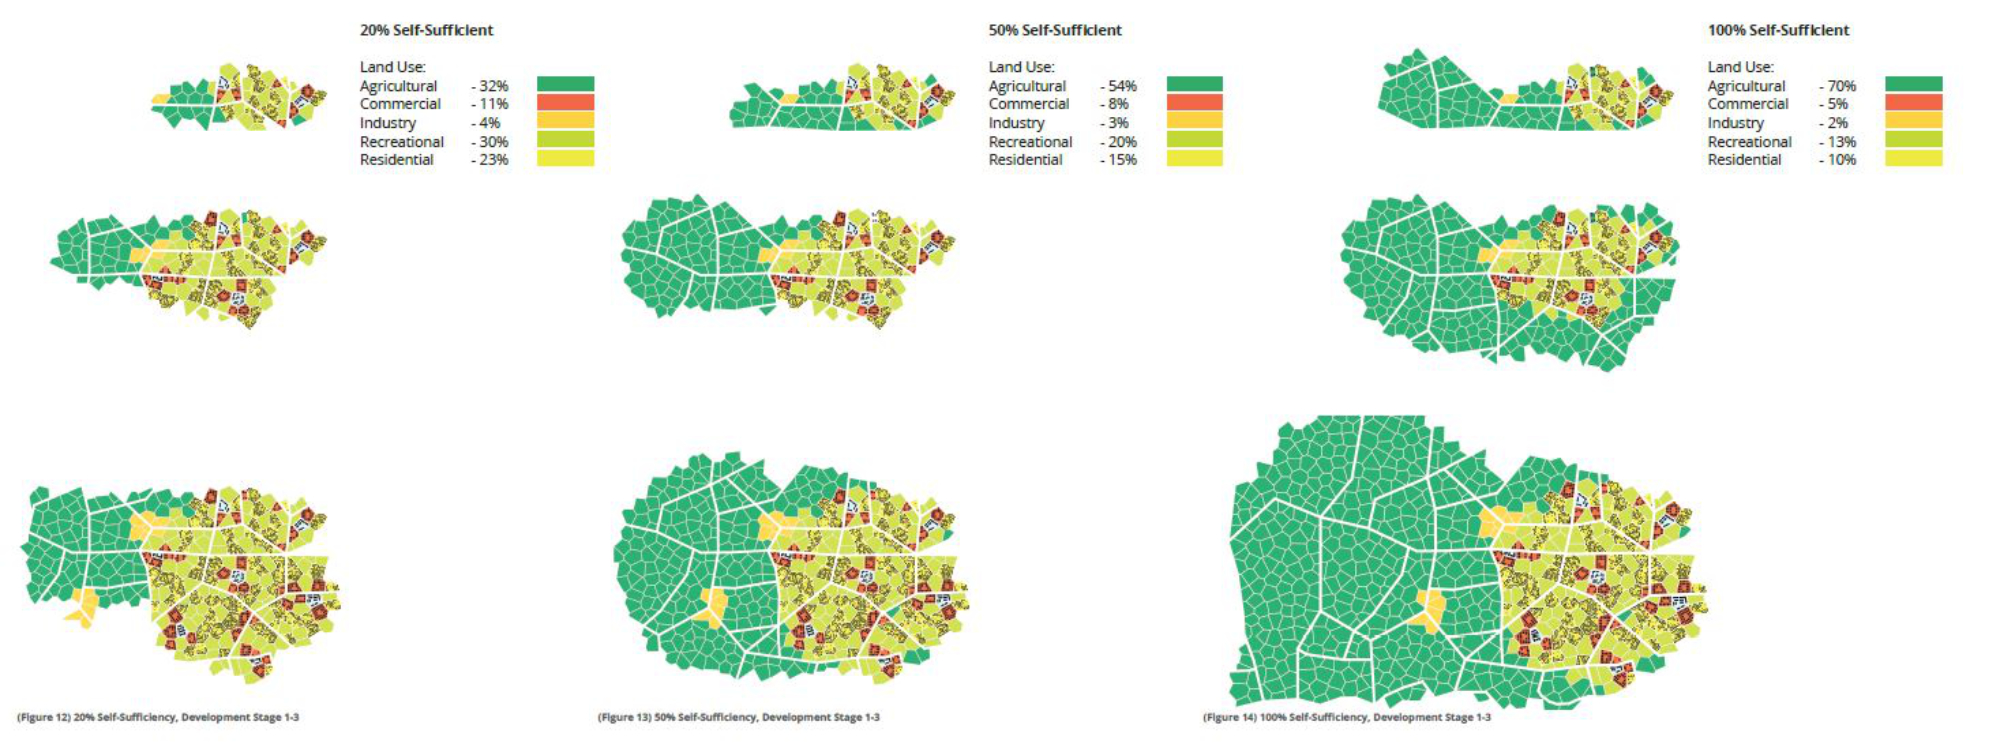 20% Self-Sufficient
Land Use:
Agricultural - 32%
Commercial - 11%
Industry - 4%
Recreational - 30%
Residential - 23%
50% Self-Sufficient
Land Use:
Agricultural - 54%
Commercial - 8%
Industry - 3%
Recreational - 20%
Residential - 15%
100% Self-Sufficient
Land Use:
Agricultural - 70%
Commercial - 5%
Industry - 2%
Recreational - 13%
Residential - 10%
(Figure 12) 20% Self-Sufficiency, Development Stage 1-3
(Figure 13) 50% Self-Sufficiency, Development Stage 1-3
(Figure 14) 100% Self-Sufficiency, Development Stage 1-3